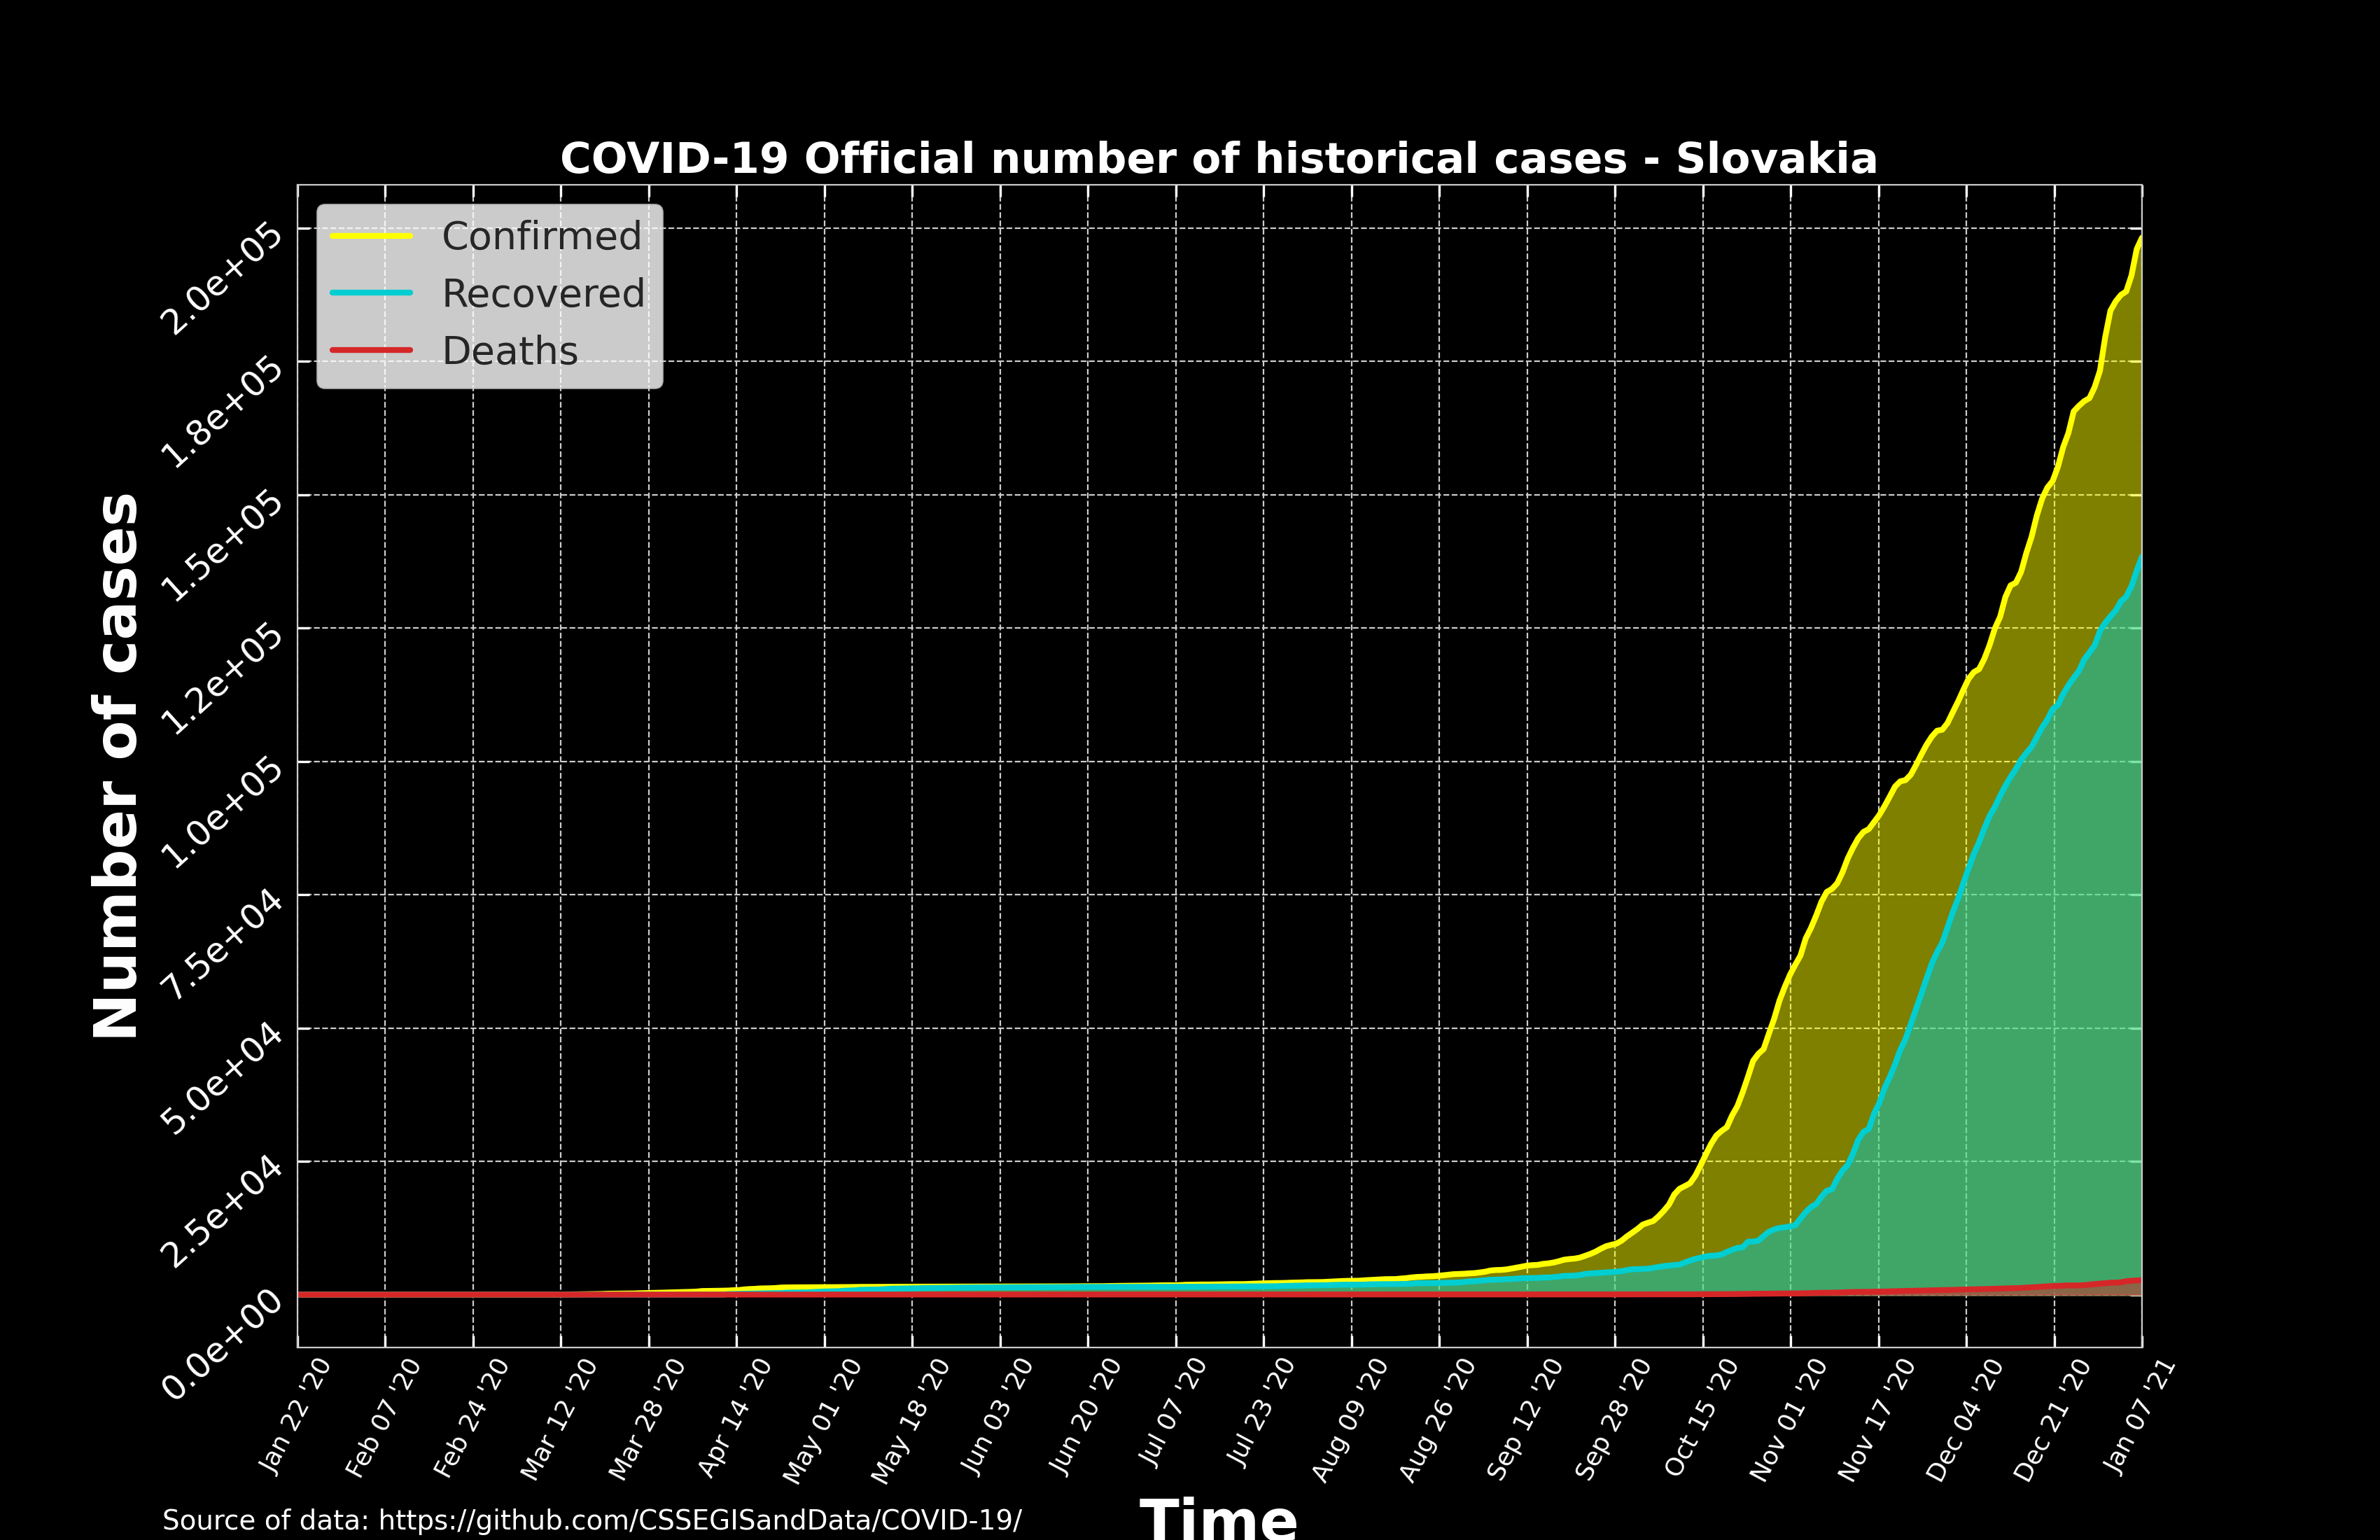 COVID-19 Official number of historical cases - Slovakia
Confirmed
Recovered
Deaths
Number of cases
2.0e+05
1.8e+05
1.5e+05
1.2e+05
1.0e+05
7.5e+04
5.0e+04
2.5e+04
0.0e+00
Jan 22 '20
Feb 07 '20
Feb 24 '20
Mar 12 '20
Mar 28 '20
Apr 14 '20
May 01 '20
May 18 '20
Jun 03 '20
Jun 20 '20
Jul 07 '20
Jul 23 '20
Aug 09 '20
Aug 26 '20
Sep 12 '20
Sep 28 '20
Oct 15 '20
Nov 01 '20
Nov 17 '20
Dec 04 '20
Dec 21 '20
Jan 07 '21
Time
Source of data: https://github.com/CSSEGISandData/COVID-19/